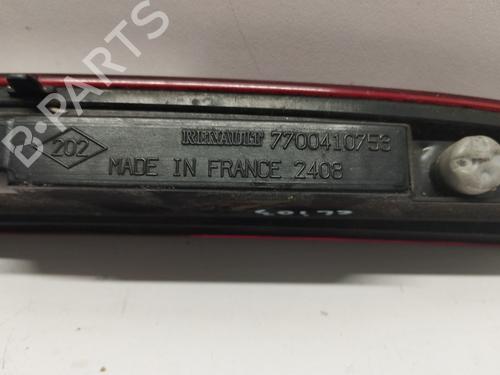 B-PARTS
202
RENAULT 7700410753
MADE IN FRANCE 2408